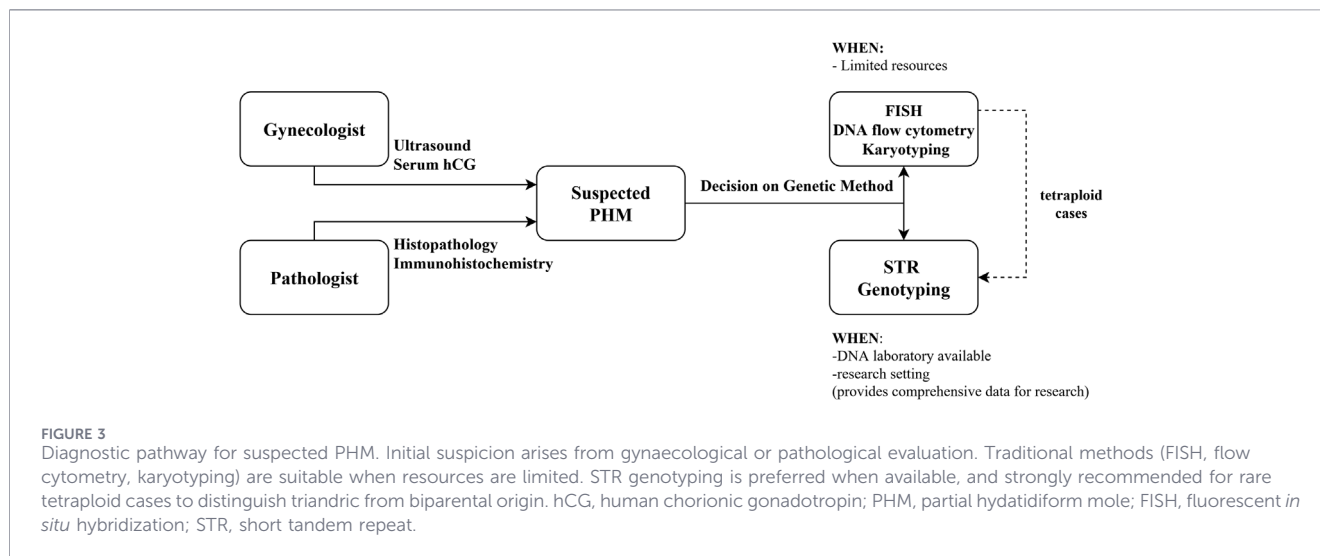 WHEN:
- Limited resources
Gynecologist
Ultrasound
Serum hCG
FISH
DNA flow cytometry
Karyotyping
Suspected
PHM
Decision on Genetic Method
tetraploid
cases
Histopathology
Immunohistochemistry
Pathologist
STR
Genotyping
WHEN:
-DNA laboratory available
-research setting
(provides comprehensive data for research)
FIGURE 3
Diagnostic pathway for suspected PHM. Initial suspicion arises from gynaecological or pathological evaluation. Traditional methods (FISH, flow
cytometry, karyotyping) are suitable when resources are limited. STR genotyping is preferred when available, and strongly recommended for rare
tetraploid cases to distinguish triandric from biparental origin. hCG, human chorionic gonadotropin; PHM, partial hydatidiform mole; FISH, fluorescent in
situ hybridization; STR, short tandem repeat.